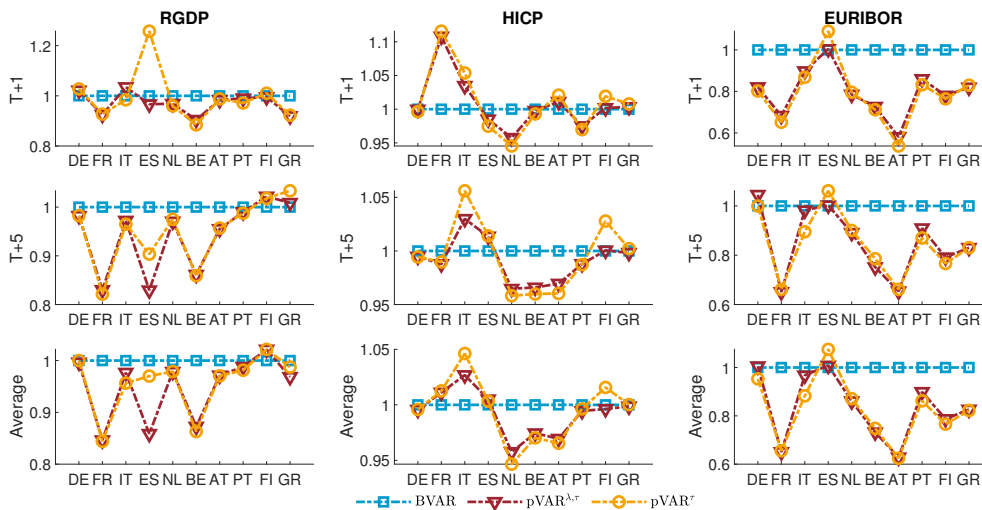 RGDP
HICP
EURIBOR
T+1
1.2
1
0.8
DE FR IT ES NL BE AT PT FI GR
T+1
1.1
1.05
1
0.95
DE FR IT ES NL BE AT PT FI GR
T+1
1
0.8
0.6
DE FR IT ES NL BE AT PT FI GR
T+5
1
0.9
0.8
DE FR IT ES NL BE AT PT FI GR
T+5
1.05
1
0.95
DE FR IT ES NL BE AT PT FI GR
T+5
1
0.8
0.6
DE FR IT ES NL BE AT PT FI GR
Average
1
0.9
0.8
DE FR IT ES NL BE AT PT FI GR
Average
1.05
1
0.95
DE FR IT ES NL BE AT PT FI GR
Average
1
0.8
0.6
DE FR IT ES NL BE AT PT FI GR
BVAR pVAR^λ,τ pVAR^τ